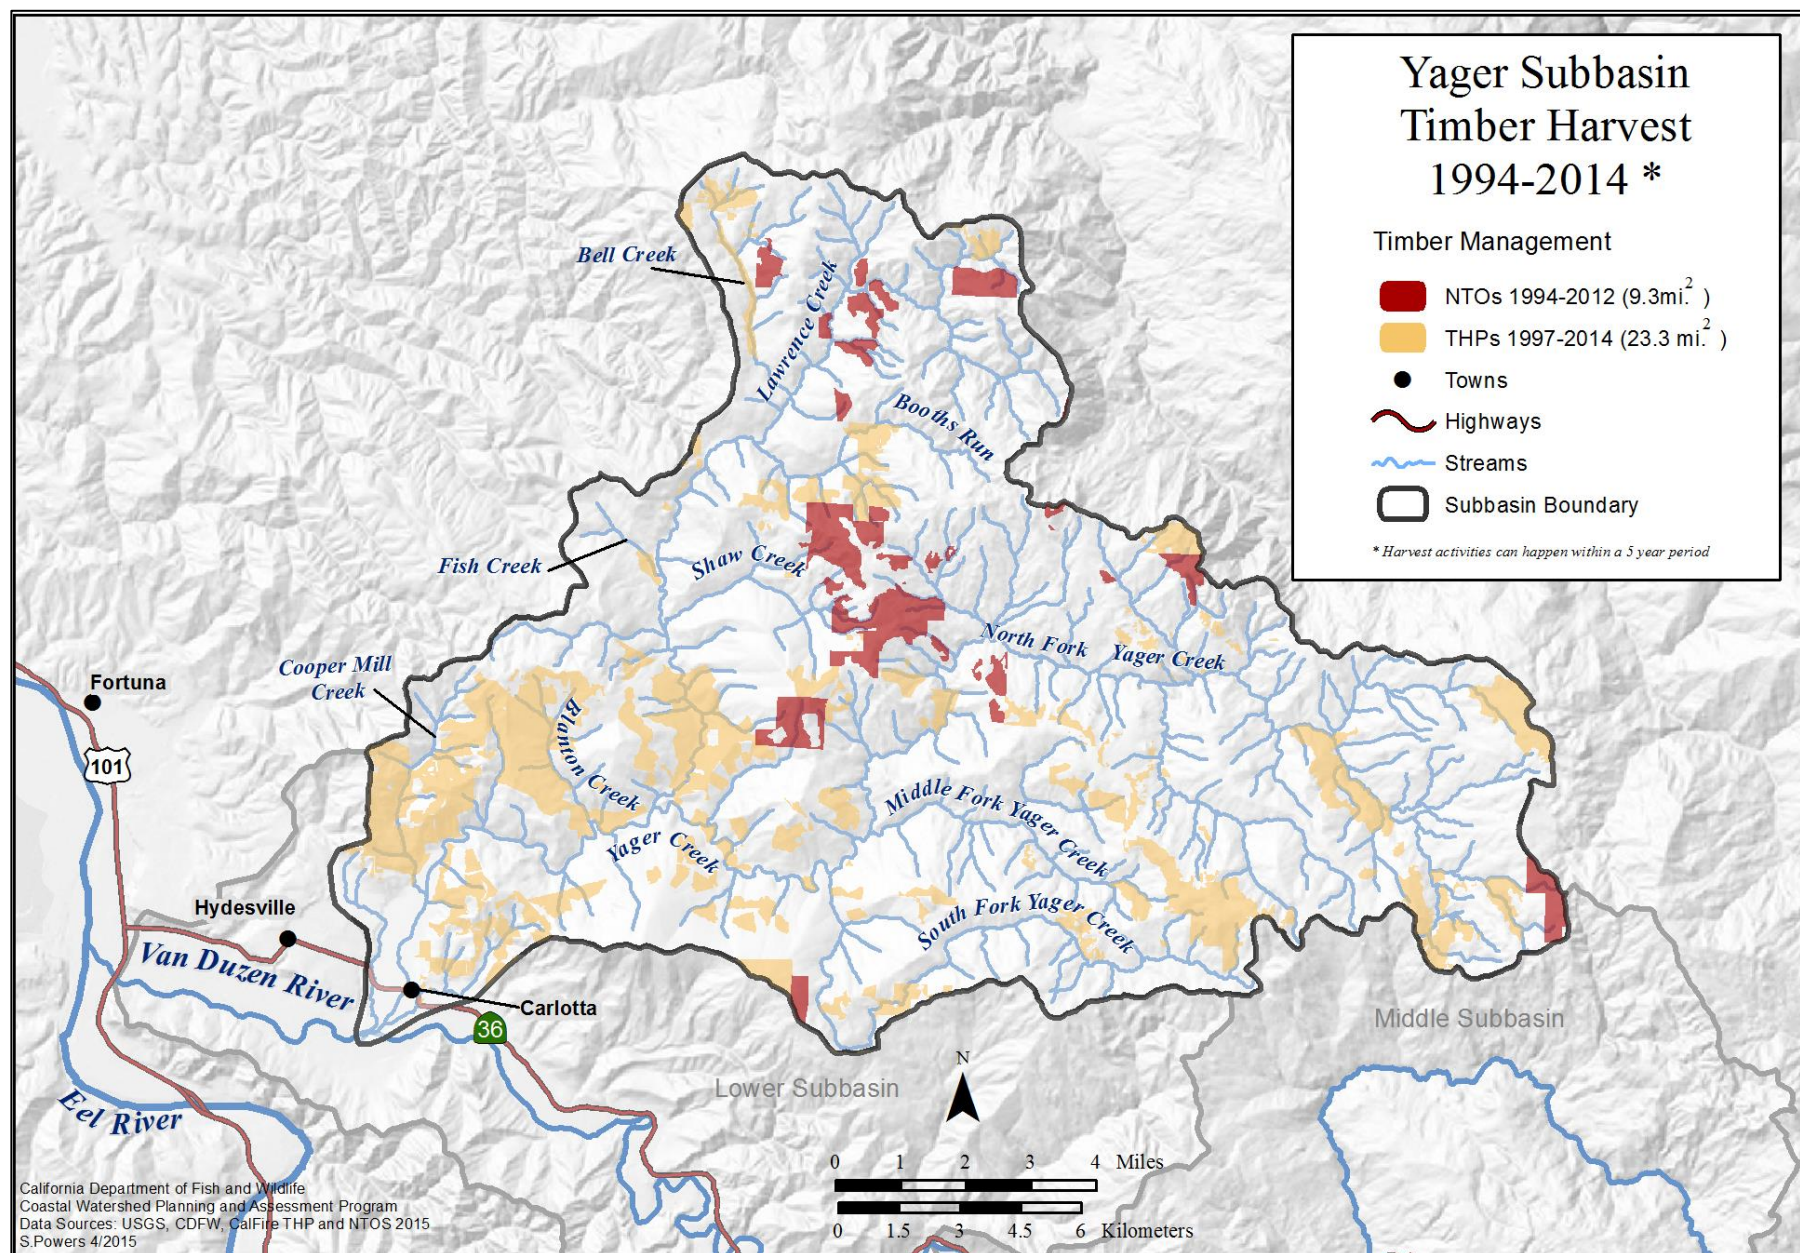 Yager Subbasin
Timber Harvest
1994-2014 *
Timber Management
NTOs 1994-2012 (9.3mi.2 )
THPs 1997-2014 (23.3 mi.2 )
Towns
Highways
Streams
Subbasin Boundary
* Harvest activities can happen within a 5 year period
Bell Creek
Lawrence Creek
Booths Run
Fish Creek
Shaw Creek
North Fork Yager Creek
Cooper Mill
Creek
Fortuna
Blanton Creek
101
Middle Fork Yager Creek
Yager Creek
Hydesville
South Fork Yager Creek
Van Duzen River
Carlotta
36
Middle Subbasin
Lower Subbasin
N
Eel River
0 1 2 3 4 Miles
0 1.5 3 4.5 6 Kilometers
California Department of Fish and Wildlife
Coastal Watershed Planning and Assessment Program
Data Sources: USGS, CDFW, CalFire THP and NTOS 2015
S.Powers 4/2015